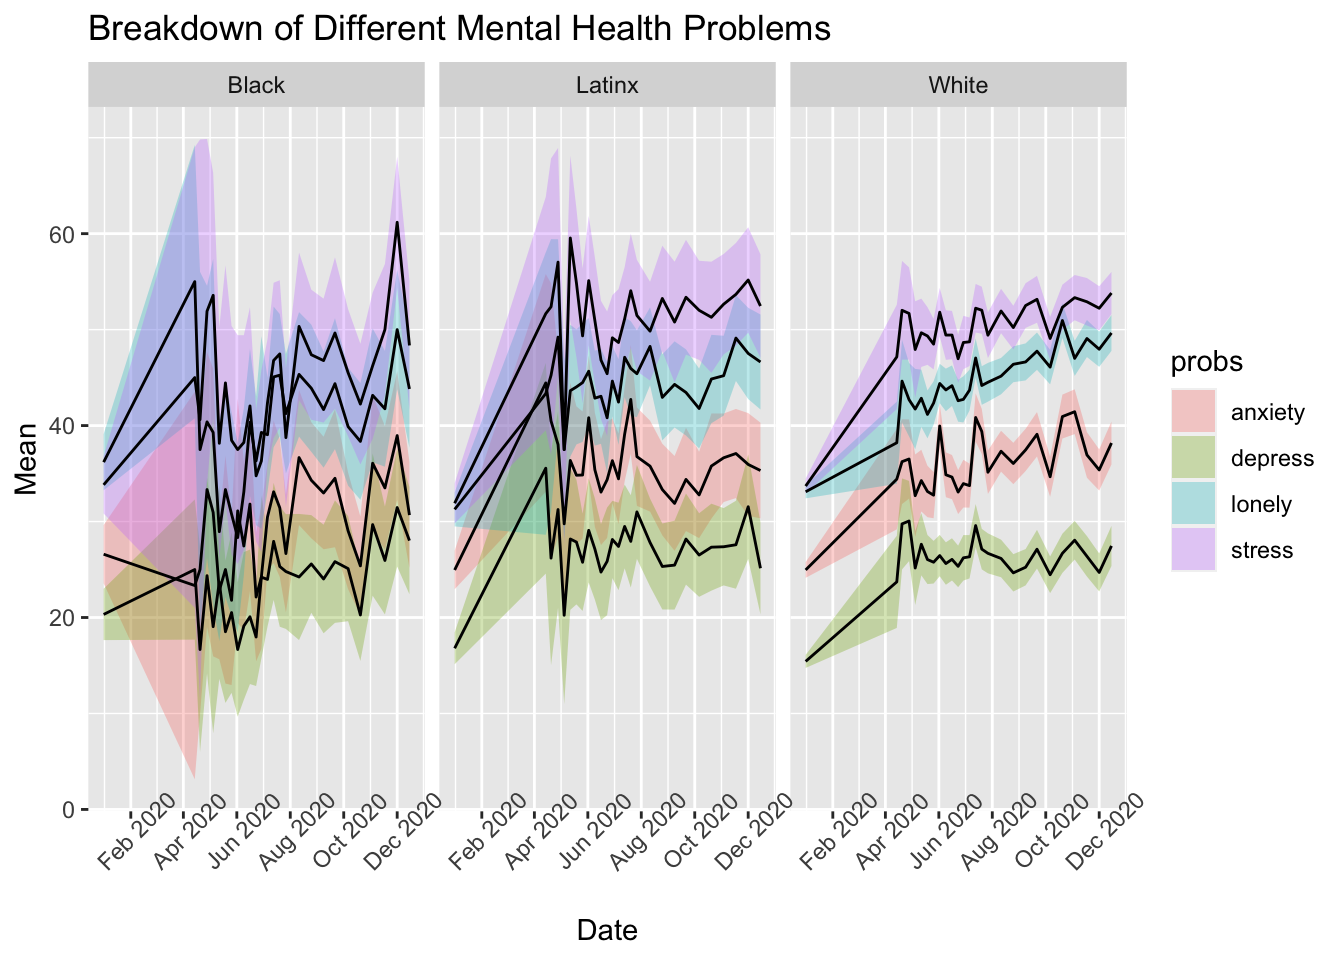 Breakdown of Different Mental Health Problems
Black
Latinx
White
60
40
20
0
Mean
Feb 2020
Apr 2020
Jun 2020
Aug 2020
Oct 2020
Dec 2020
Feb 2020
Apr 2020
Jun 2020
Aug 2020
Oct 2020
Dec 2020
Feb 2020
Apr 2020
Jun 2020
Aug 2020
Oct 2020
Dec 2020
Date
probs
anxiety
depress
lonely
stress